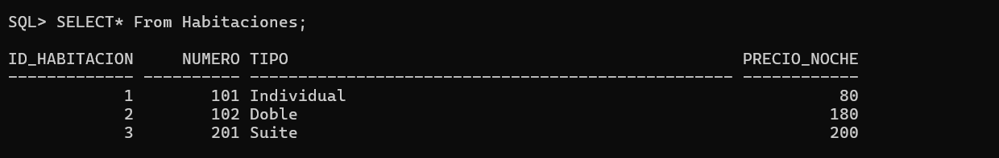 SQL> SELECT* From Habitaciones;
ID_HABITACION     NUMERO TIPO                                               PRECIO_NOCHE
------------- ---------- -------------------------------------------------- ------------
            1        101 Individual                                                   80
            2        102 Doble                                                       180
            3        201 Suite                                                       200